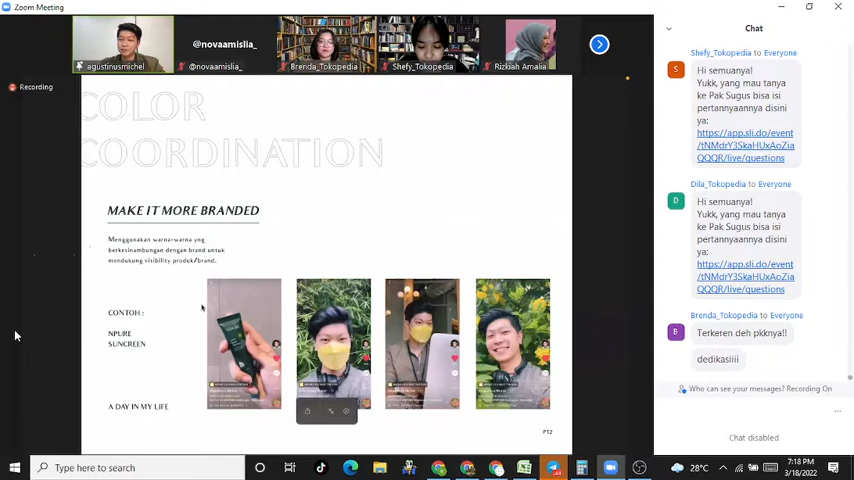 Zoom Meeting
agustinusmichel
@novaamislia_
@novaamislia_
Brenda_Tokopedia
Shefy_Tokopedia
Rizkiah Amalia
Recording
COLOR
COORDINATION
MAKE IT MORE BRANDED
Menggunakan warna-warna yng
berkesinambungan dengan brand untuk
mendukung visibility produk/brand.
CONTOH :
NPURE
SUNCREEN
A DAY IN MY LIFE
P12
Chat
Shefy_Tokopedia to Everyone
S
Hi semuanya!
Yukk, yang mau tanya
ke Pak Sugus bisa isi
pertanyaannya disini
ya:
https://app.sli.do/event
/tNMdrY3SkaHUxAoZia
QQQR/live/questions
Dila_Tokopedia to Everyone
D
Hi semuanya!
Yukk, yang mau tanya
ke Pak Sugus bisa isi
pertanyaannya disini
ya:
https://app.sli.do/event
/tNMdrY3SkaHUxAoZia
QQQR/live/questions
Brenda_Tokopedia to Everyone
B
Terkeren deh pkknya!!
dedikasiiii
Who can see your messages? Recording On
Chat disabled
Type here to search
28°C
7:18 PM
3/18/2022